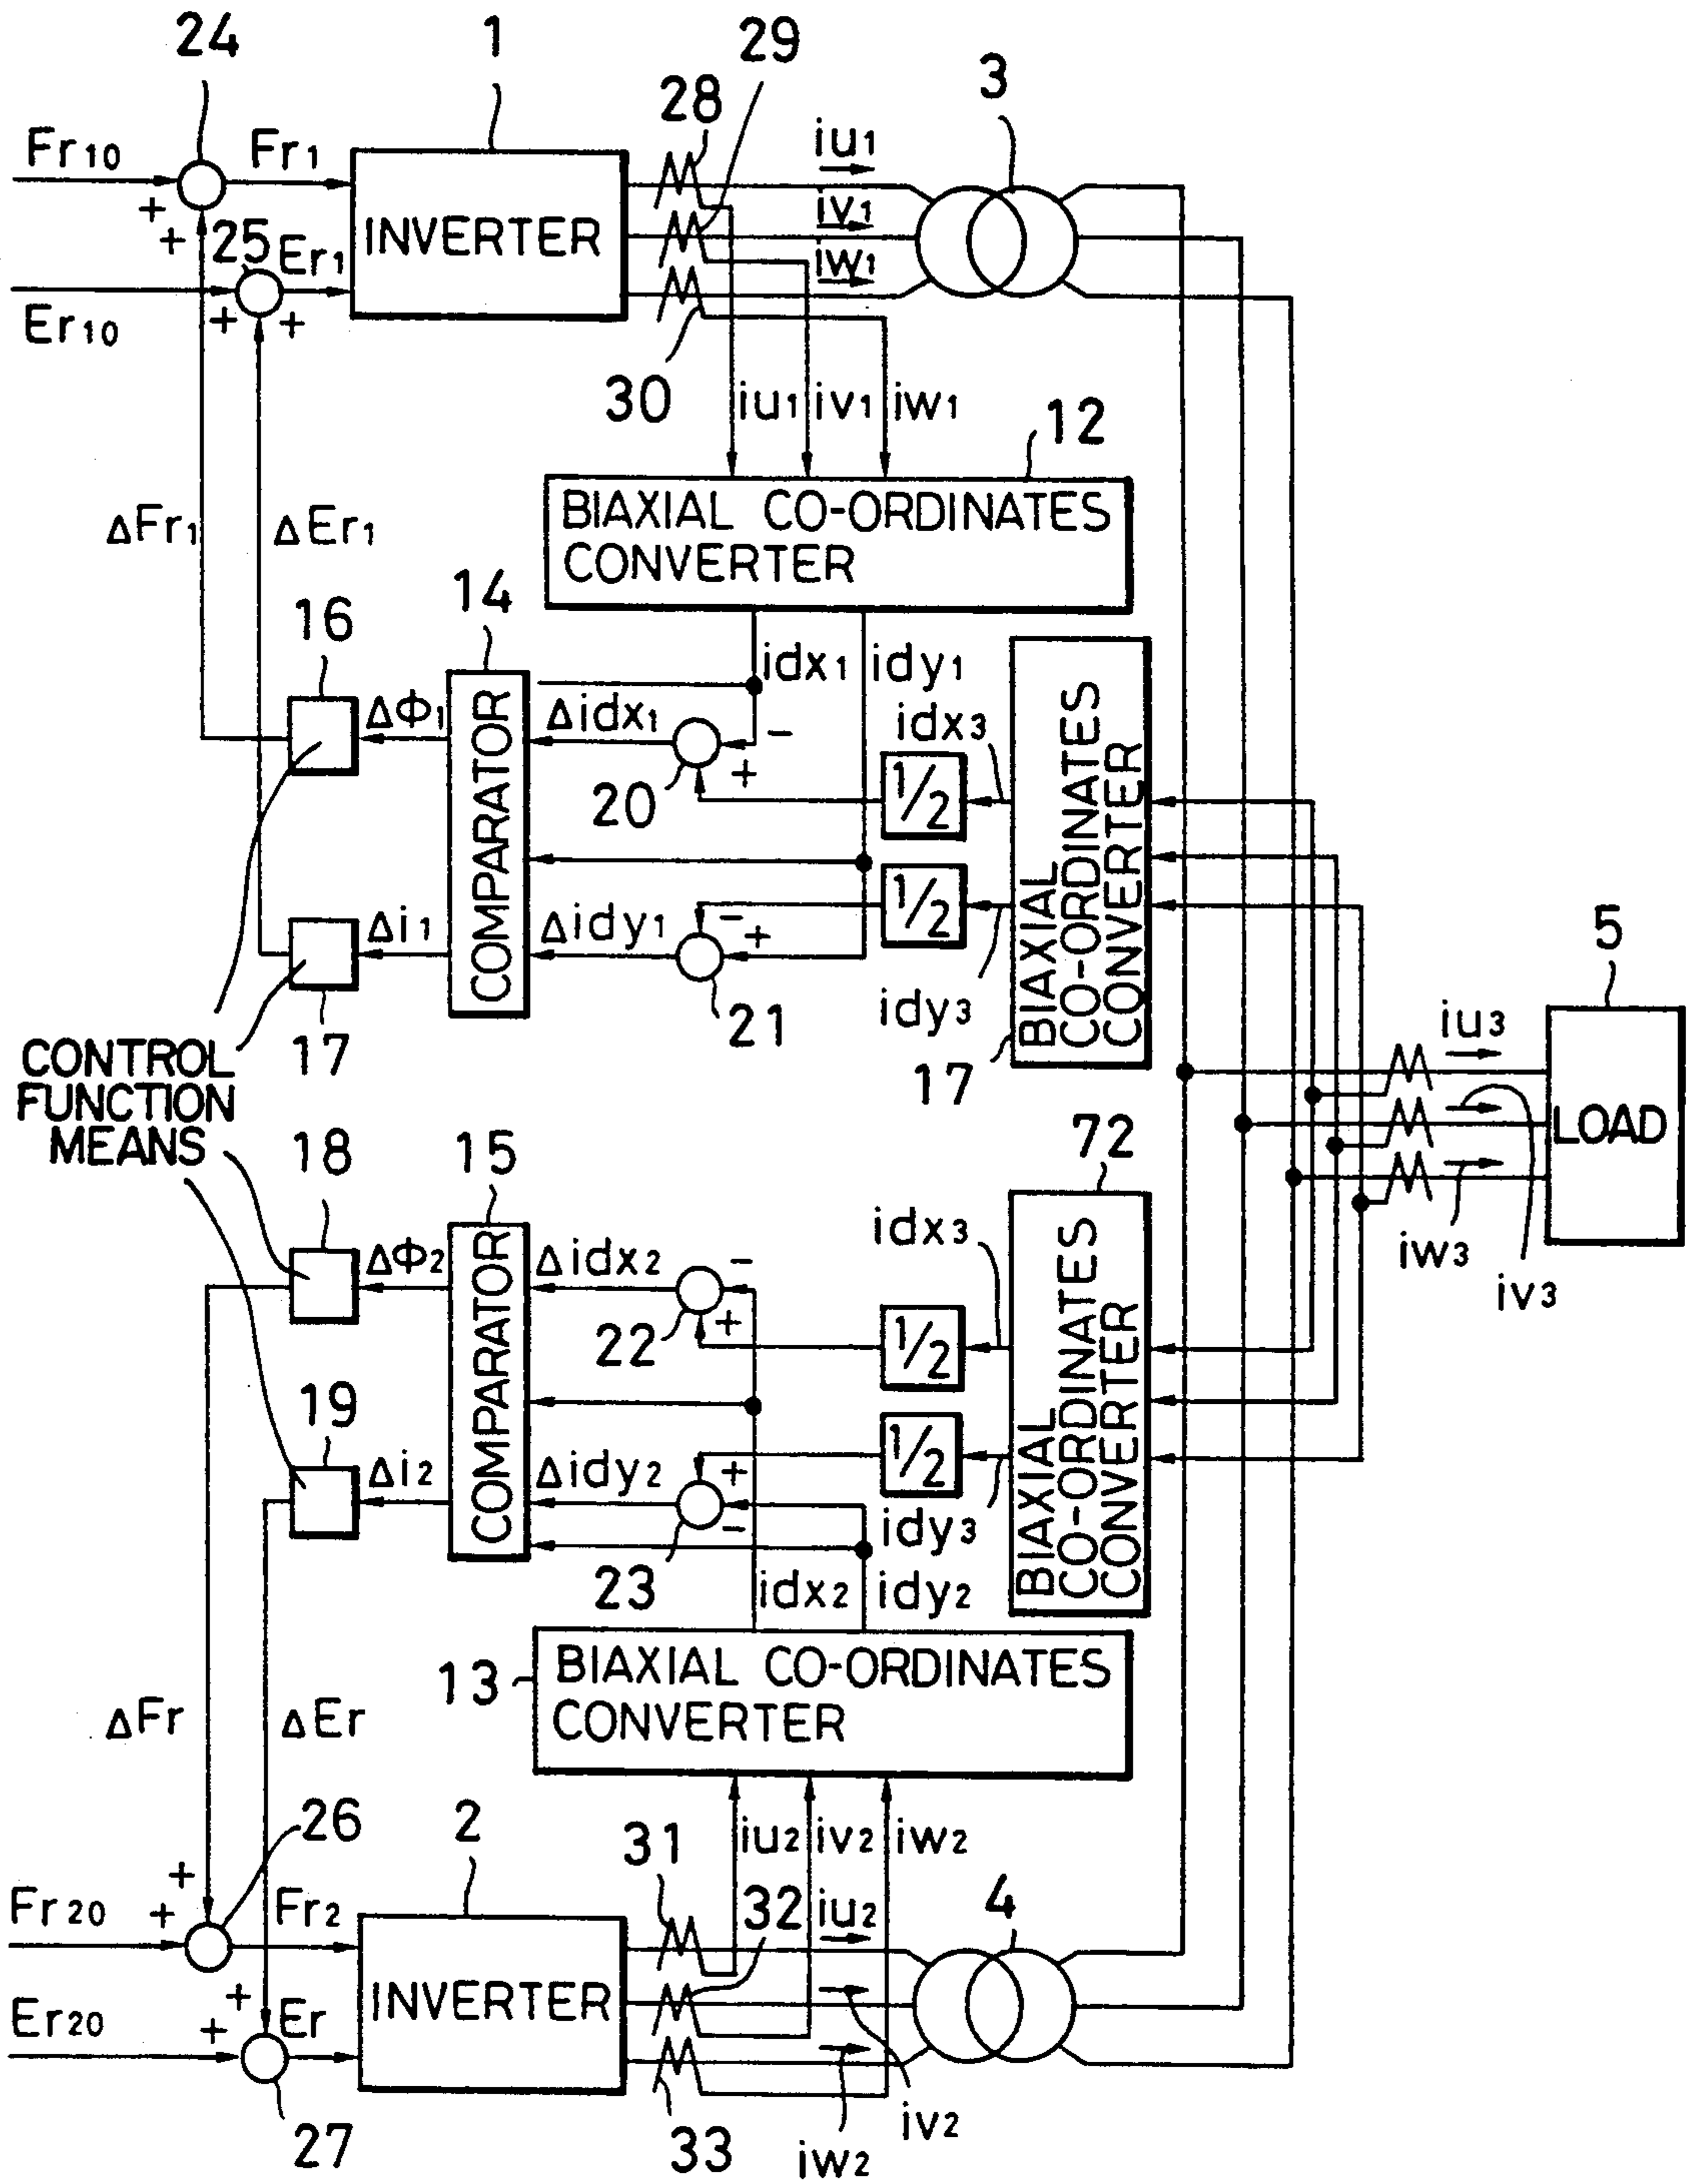 24
1
29
28
3
Fr10
Fr1
iu1
+
+
INVERTER
iv1
25
Er1
iw1
Er10
+
+
30
iu1
iv1
iw1
12
ΔFr1
ΔEr1
BIAXIAL CO-ORDINATES
CONVERTER
14
16
idx1
idy1
ΔΦ1
COMPARATOR
Δidx1
-
+
20
idx3
1/2
BIAXIAL
CO-ORDINATES
CONVERTER
1/2
Δi1
Δidy1
-
+
21
idy3
17
17
5
iu3
LOAD
iw3
iv3
CONTROL
FUNCTION
MEANS
18
15
72
ΔΦ2
COMPARATOR
Δidx2
-
+
22
idx3
1/2
BIAXIAL
CO-ORDINATES
CONVERTER
19
Δi2
Δidy2
+
-
23
1/2
idy3
idx2
idy2
13
BIAXIAL CO-ORDINATES
CONVERTER
ΔFr
ΔEr
26
2
31
iu2
iv2
iw2
+
+
Fr20
Fr2
32
iu2
4
INVERTER
+
+
Er20
Er
27
33
iw2
iv2